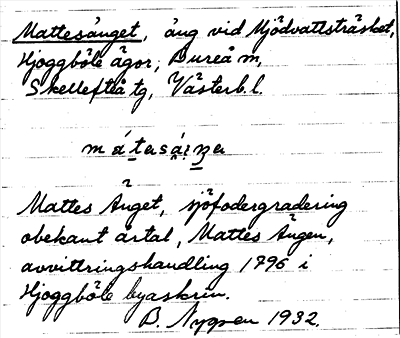 Mattesänget, äng vid Mjödvattsträsket,
Hjoggböle ägor, Bureå m,
Skellefteå tg, Västerb.l.
Mattes Änget, sjöfodergradering
obekant årtal, Mattes Ängen,
avvittringshandling 1796 i
Hjoggböle byaskrin.
B. Nygren 1932.